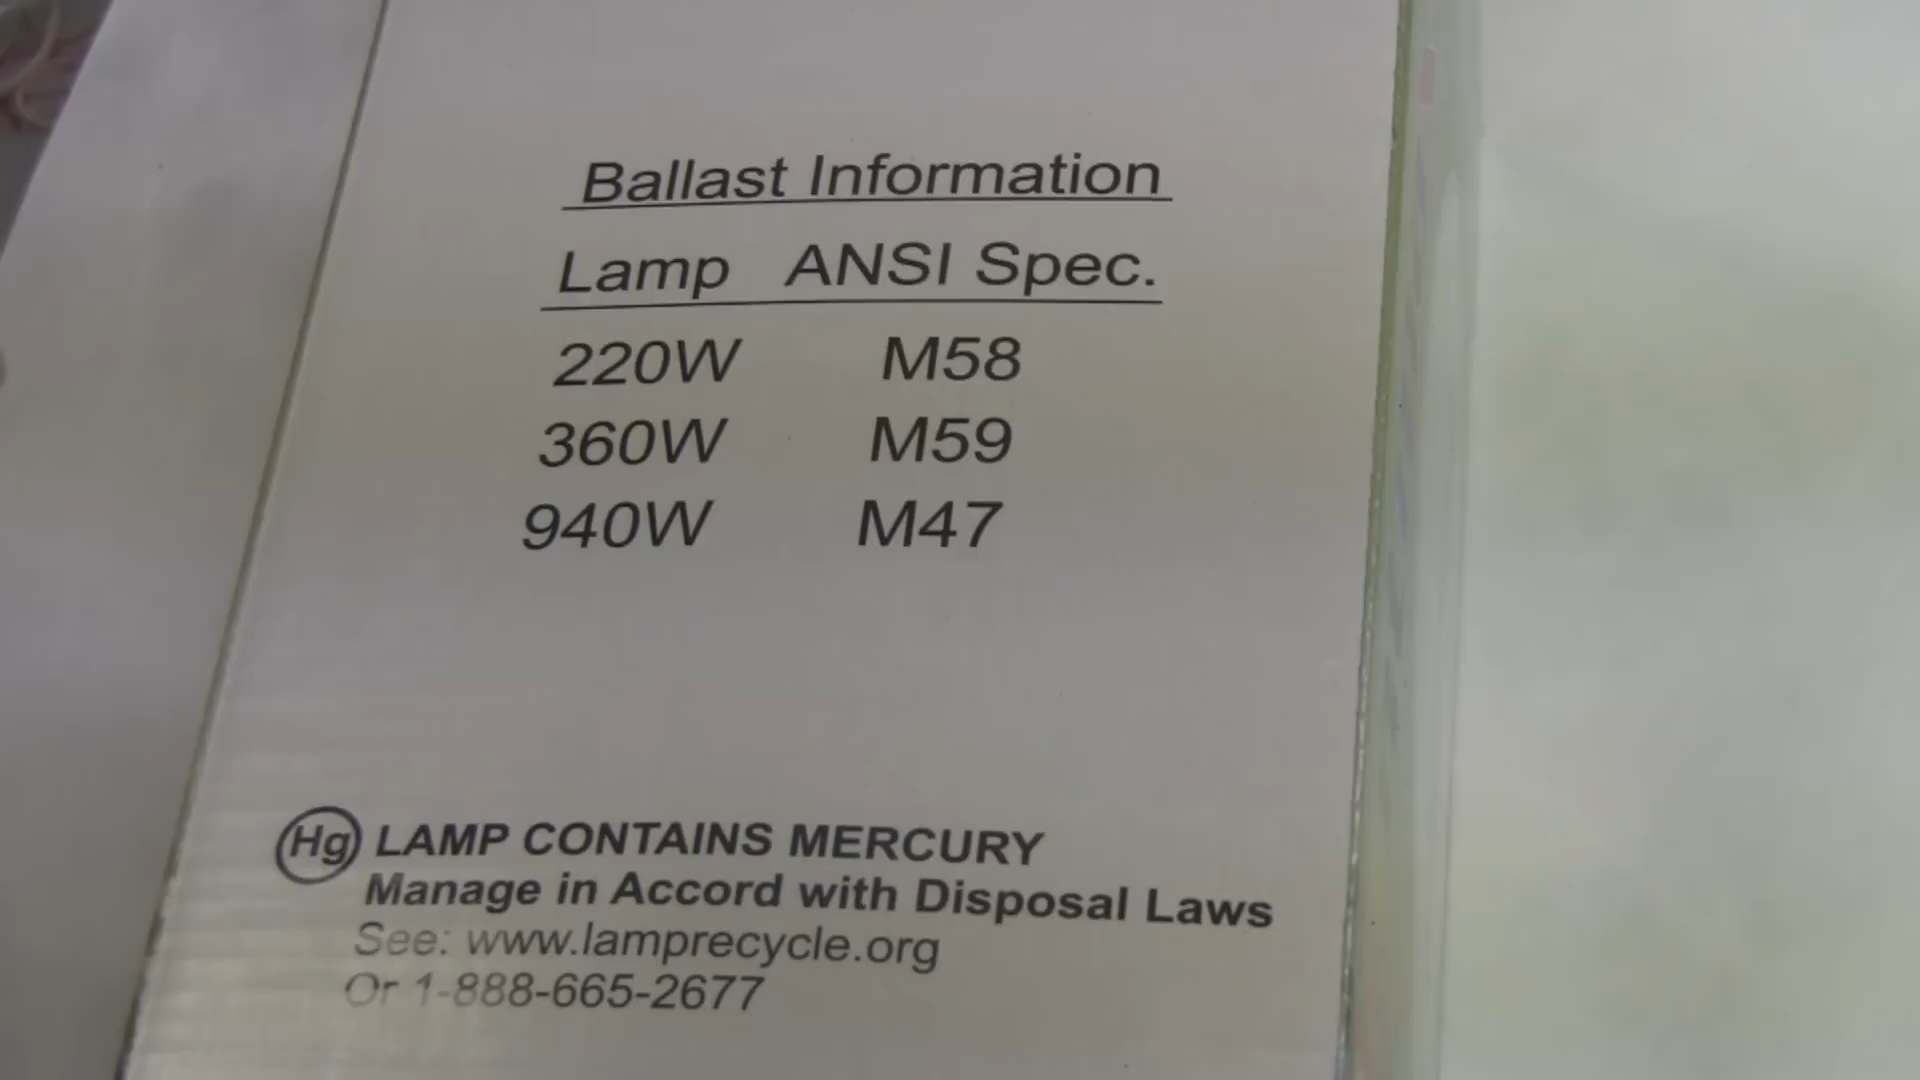 Ballast Information
Lamp ANSI Spec.
220W M58
360W M59
940W M47
Hg LAMP CONTAINS MERCURY
Manage in Accord with Disposal Laws
See: www.lamprecycle.org
Or 1-888-665-2677